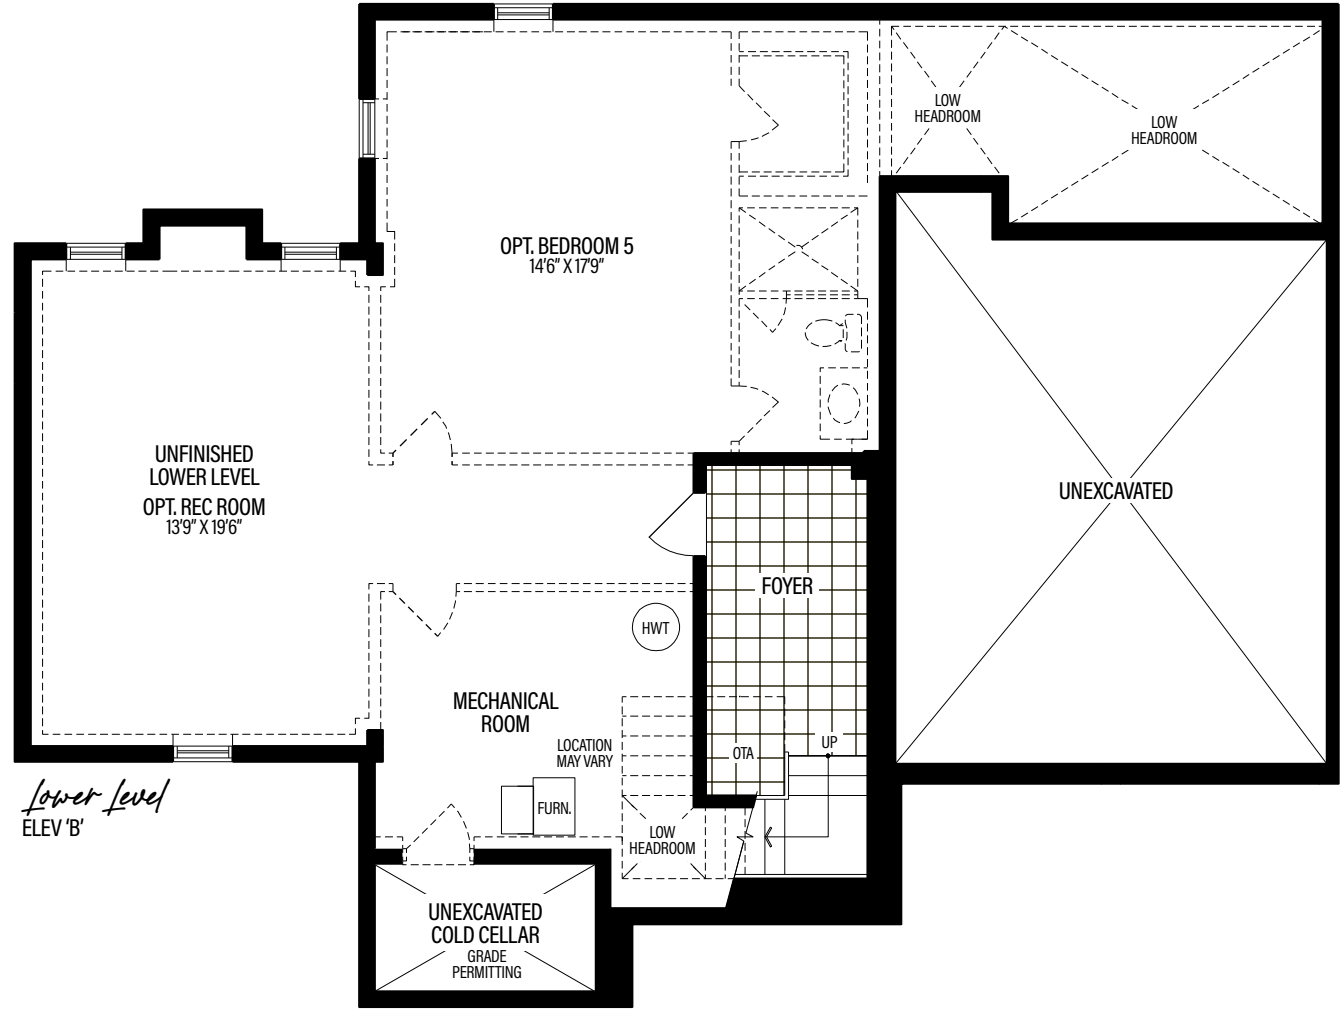 LOW
HEADROOM
LOW
HEADROOM
OPT. BEDROOM 5
14'6" X 17'9"
UNFINISHED
LOWER LEVEL
OPT. REC ROOM
13'9" X 19'6"
UNEXCAVATED
FOYER
HWT
MECHANICAL
ROOM
LOCATION
MAY VARY
OTA
UP
FURN.
LOW
HEADROOM
Lower Level
ELEV 'B'
UNEXCAVATED
COLD CELLAR
GRADE
PERMITTING